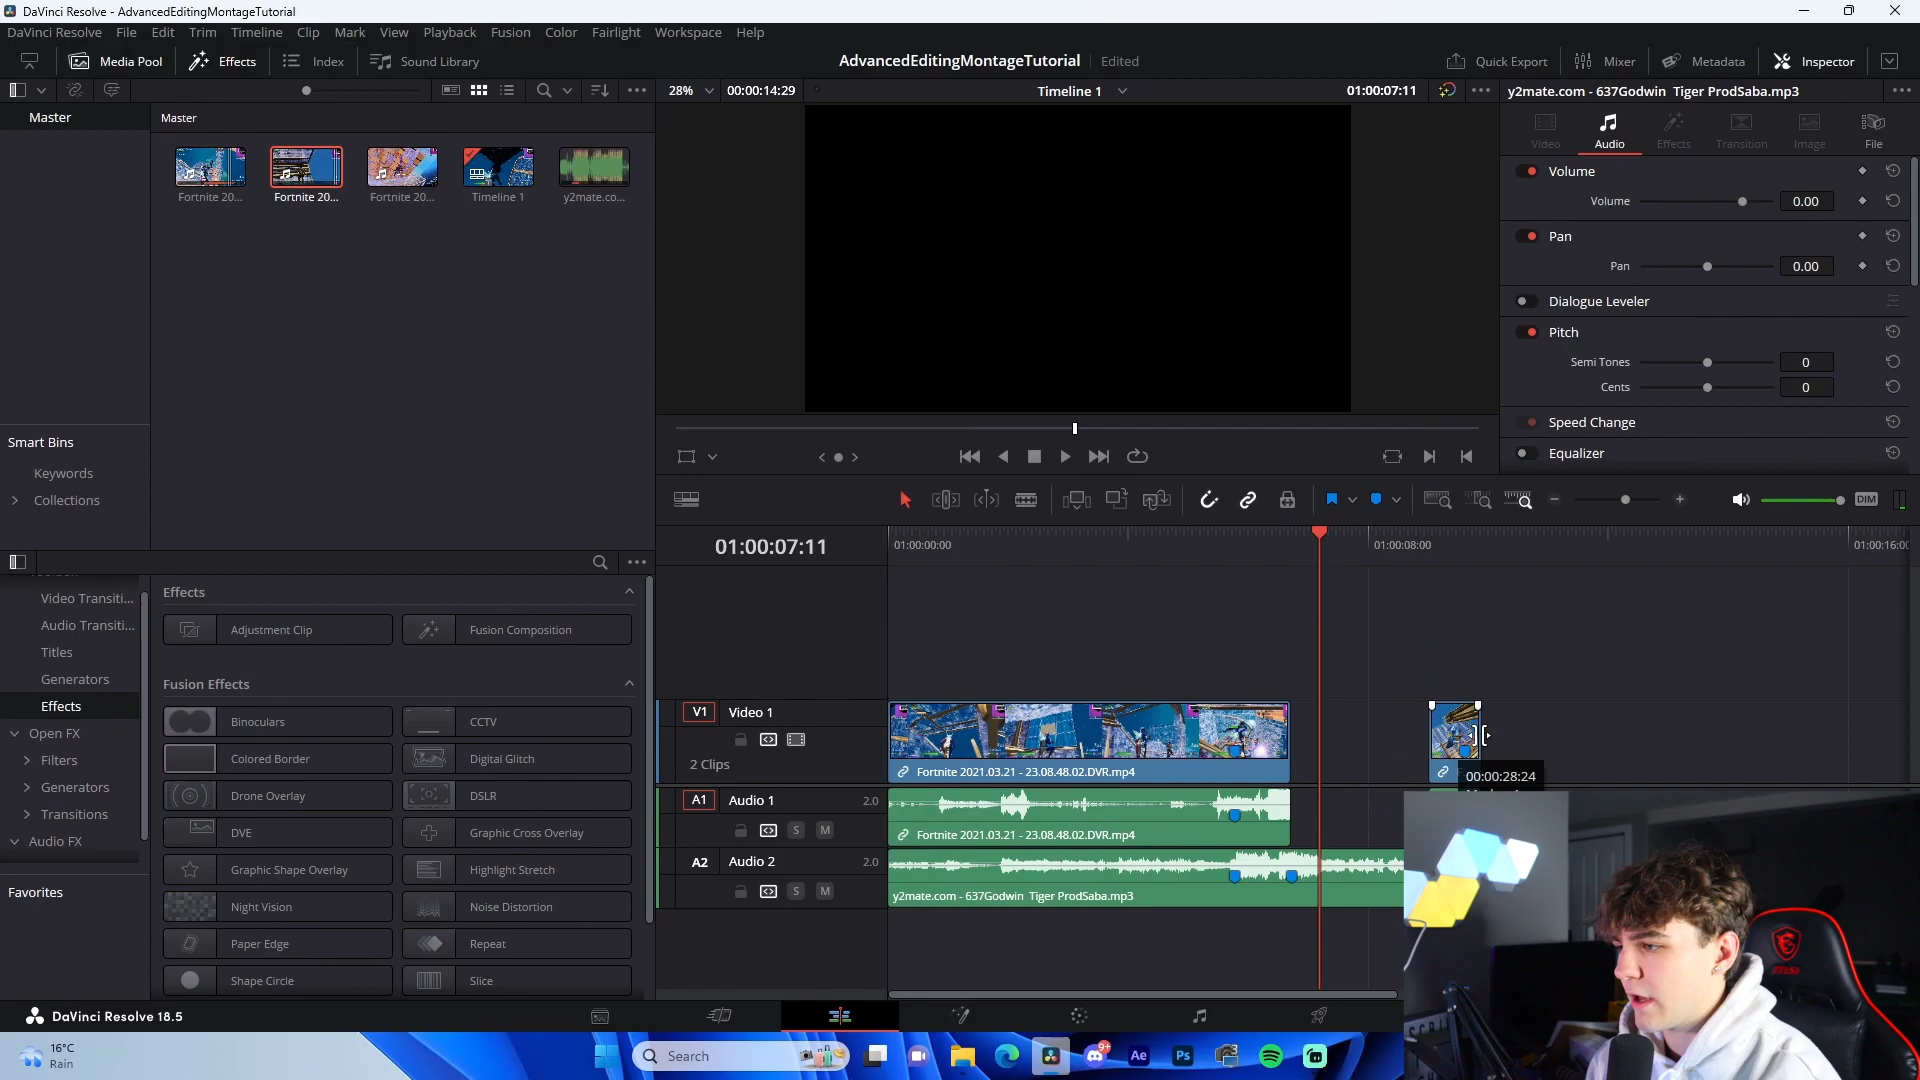 DaVinci Resolve - AdvancedEditingMontageTutorial
DaVinci Resolve File Edit Trim Timeline Clip Mark View Playback Fusion Color Fairlight Workspace Help
Media Pool Effects Index Sound Library
AdvancedEditingMontageTutorial Edited
Quick Export Mixer Metadata Inspector
28% 00:00:14:29 Timeline 1 01:00:07:11
y2mate.com - 637Godwin Tiger ProdSaba.mp3
Master
Master
Fortnite 20... Fortnite 20... Fortnite 20... Timeline 1 y2mate.co...
Smart Bins
Keywords
Collections
Video Audio Effects Transition Image File
Volume
Volume 0.00
Pan
Pan 0.00
Dialogue Leveler
Pitch
Semi Tones 0
Cents 0
Speed Change
Equalizer
DIM
Video Transiti...
Audio Transiti...
Titles
Generators
Effects
Open FX
Filters
Generators
Transitions
Audio FX
Favorites
Effects
Adjustment Clip Fusion Composition
Fusion Effects
Binoculars CCTV
Colored Border Digital Glitch
Drone Overlay DSLR
DVE Graphic Cross Overlay
Graphic Shape Overlay Highlight Stretch
Night Vision Noise Distortion
Paper Edge Repeat
Shape Circle Slice
01:00:07:11
01:00:00:00 01:00:08:00 01:00:16:00
V1 Video 1
2 Clips
Fortnite 2021.03.21 - 23.08.48.02.DVR.mp4
00:00:28:24
A1 Audio 1 2.0
S M
Fortnite 2021.03.21 - 23.08.48.02.DVR.mp4
A2 Audio 2 2.0
S M
y2mate.com - 637Godwin Tiger ProdSaba.mp3
DaVinci Resolve 18.5
16°C
Rain
Search
9+
Ae
Ps
msi